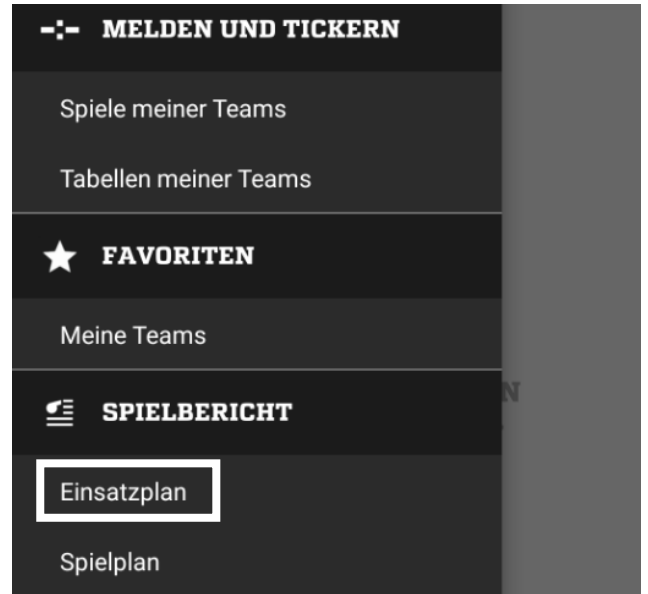 MELDEN UND TICKERN
Spiele meiner Teams
Tabellen meiner Teams
FAVORITEN
Meine Teams
SPIELBERICHT
N
Einsatzplan
Spielplan